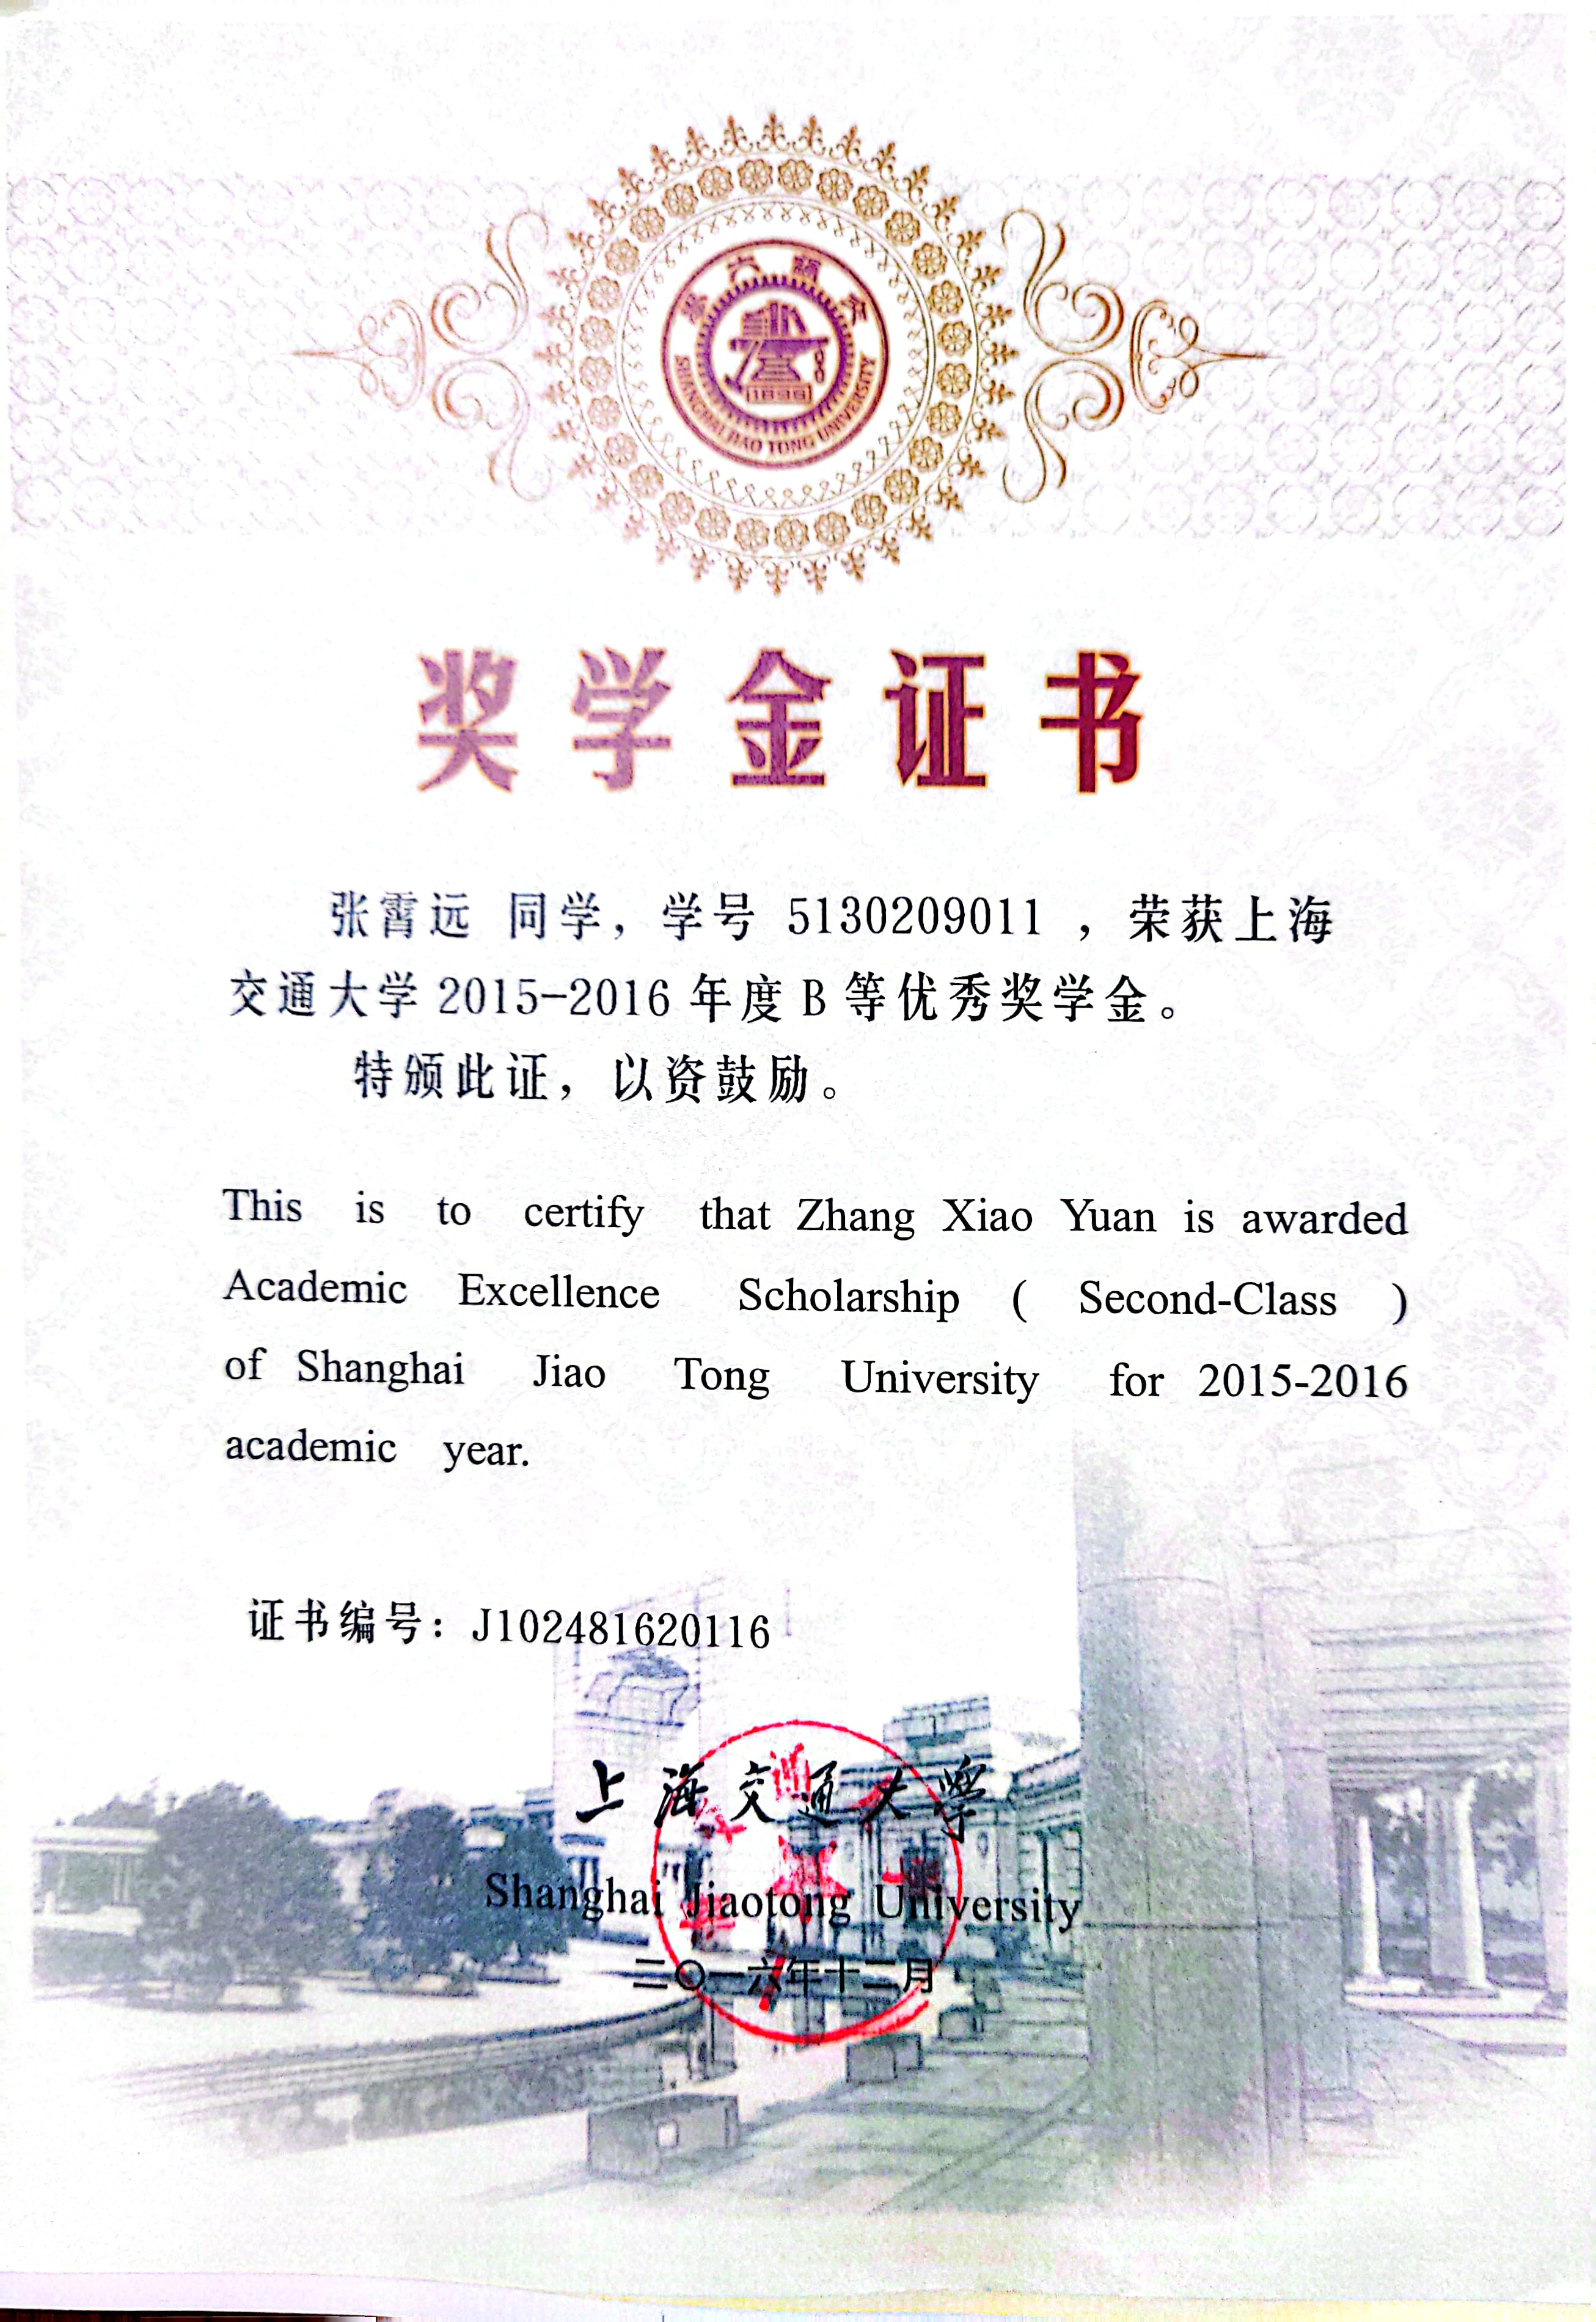 學大通交
SHANGHAI JIAO TONG UNIVERSITY
1896
奖学金证书
张霄远 同学，学号 5130209011 ，荣获上海
交通大学 2015-2016 年度 B 等优秀奖学金。
特颁此证，以资鼓励。
This is to certify that Zhang Xiao Yuan is awarded
Academic Excellence Scholarship ( Second-Class )
of Shanghai Jiao Tong University for 2015-2016
academic year.
证书编号：J102481620116
上海交通大学
Shanghai Jiaotong University
二〇一六年十二月